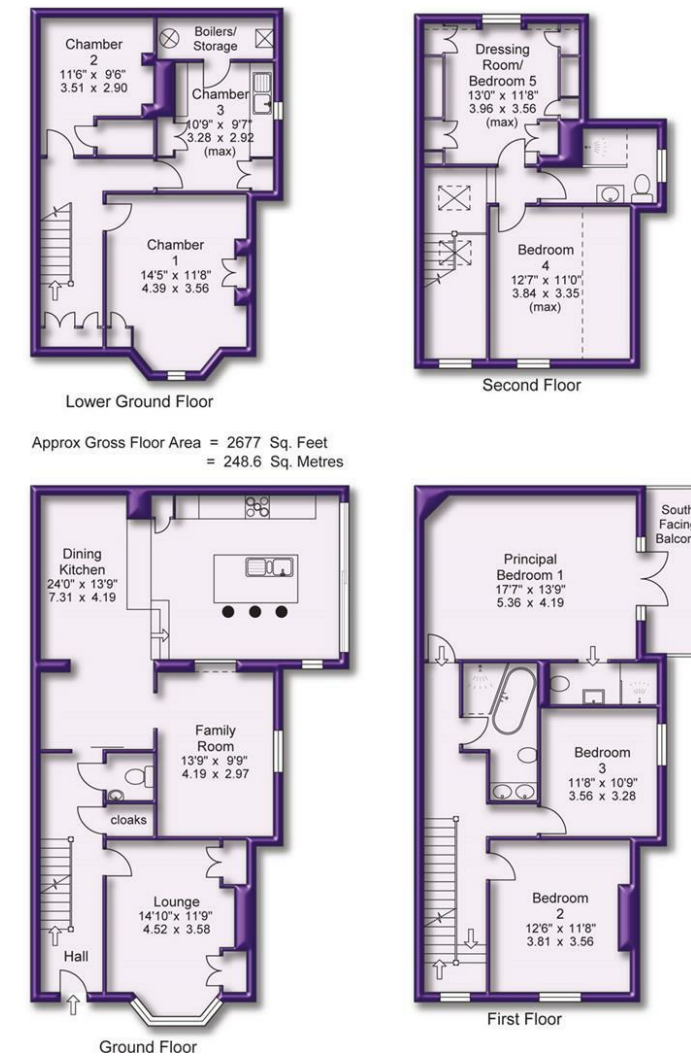 Chamber
2
11'6" x 9'6"
3.51 x 2.90
Boilers/
Storage
Chamber
3
10'9" x 9'7"
3.28 x 2.92
(max)
Chamber
1
14'5" x 11'8"
4.39 x 3.56
Lower Ground Floor
Dressing
Room/
Bedroom 5
13'0" x 11'8"
3.96 x 3.56
(max)
Bedroom
4
12'7" x 11'0"
3.84 x 3.35
(max)
Second Floor
Approx Gross Floor Area = 2677 Sq. Feet
= 248.6 Sq. Metres
Dining
Kitchen
24'0" x 13'9"
7.31 x 4.19
Family
Room
13'9" x 9'9"
4.19 x 2.97
cloaks
Lounge
14'10"x 11'9"
4.52 x 3.58
Hall
Ground Floor
Principal
Bedroom 1
17'7" x 13'9"
5.36 x 4.19
South
Facing
Balcon
Bedroom
3
11'8" x 10'9"
3.56 x 3.28
Bedroom
2
12'6" x 11'8"
3.81 x 3.56
First Floor